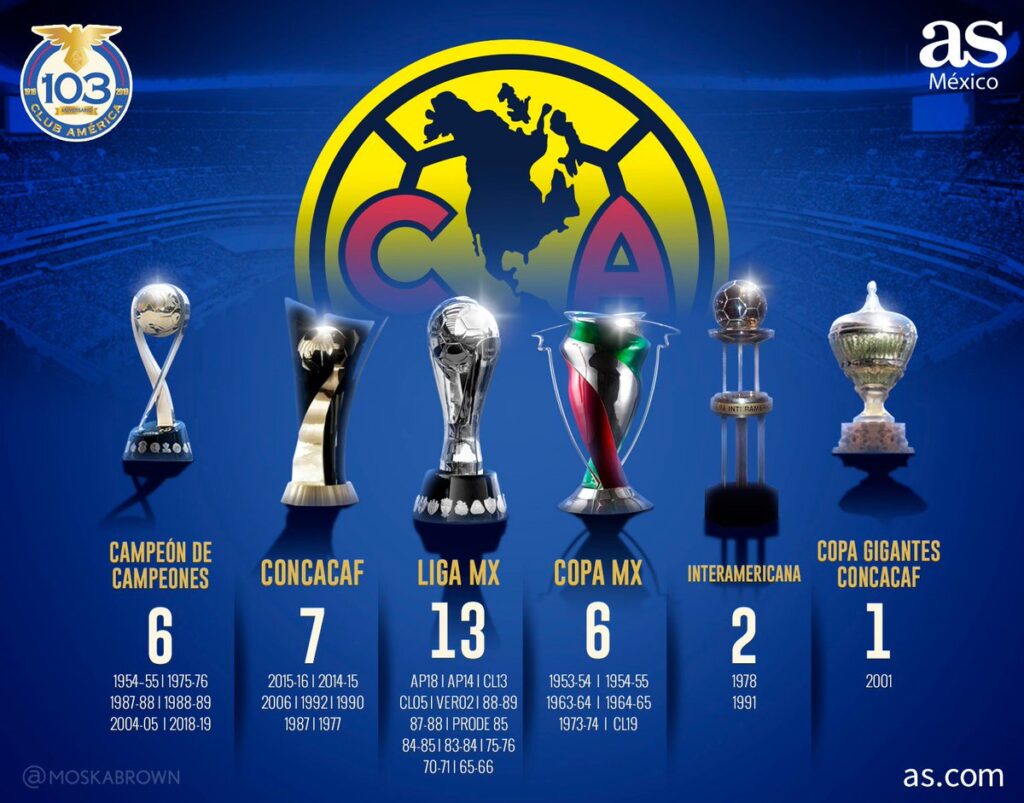 103
1916 ANIVERSARIO 2019
CLUB AMÉRICA
as
México
C A
CAMPEÓN DE
CAMPEONES
6
1954-55 | 1975-76
1987-88 | 1988-89
2004-05 | 2018-19
CONCACAF
7
2015-16 | 2014-15
2006 | 1992 | 1990
1987 | 1977
LIGA MX
13
AP18 | AP14 | CL13
CL05 | VER02 | 88-89
87-88 | PRODE 85
84-85 | 83-84 | 75-76
70-71 | 65-66
COPA MX
6
1953-54 | 1954-55
1963-64 | 1964-65
1973-74 | CL19
INTERAMERICANA
2
1978
1991
COPA GIGANTES
CONCACAF
1
2001
@MOSKABROWN
as.com